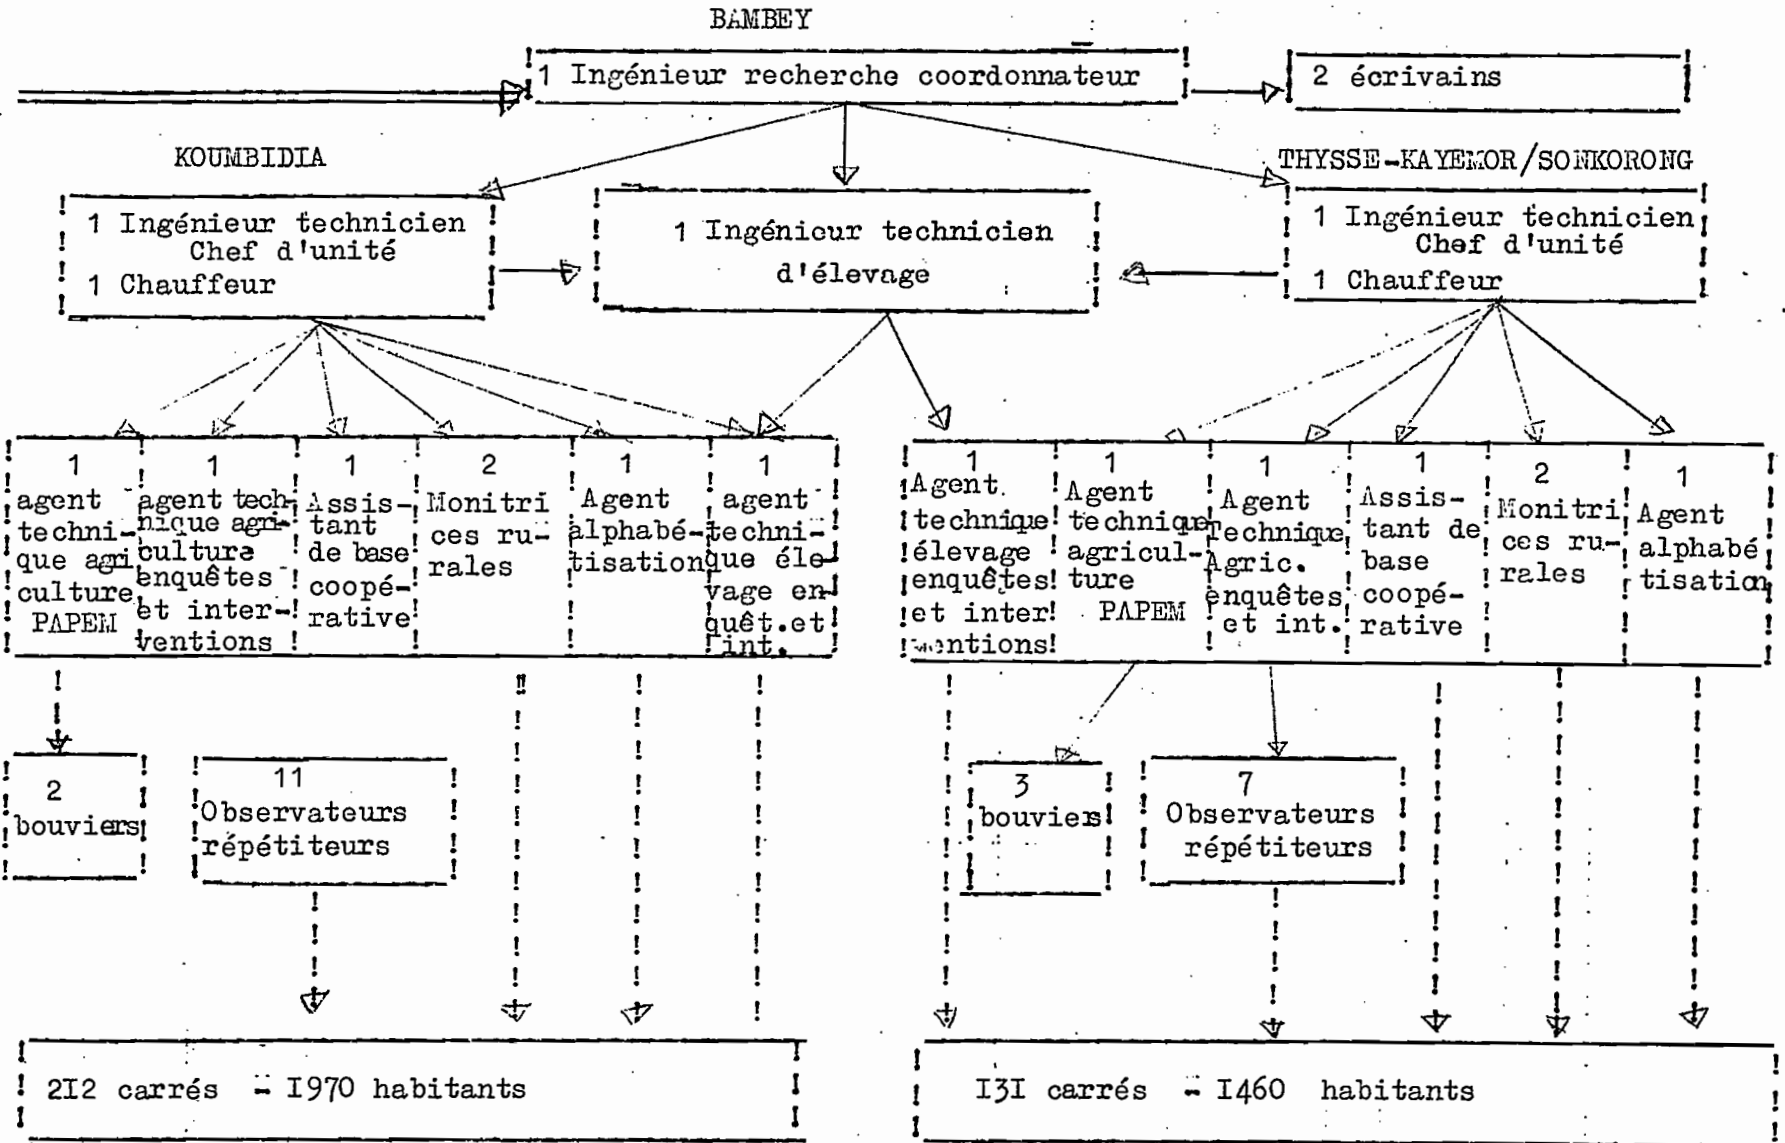 BAMBEY
1 Ingénieur recherche coordonnateur
2 écrivains
KOUMBIDIA
THYSSE-KAYEMOR/SONKORONG
1 Ingénieur technicien
Chef d'unité
1 Chauffeur
1 Ingénieur technicien
d'élevage
1 Ingénieur technicien
Chef d'unité
1 Chauffeur
1
agent
techni-
que agri
culture
PAPEM
1
agent tech-
nique agri-
culture
enquêtes
et inter-
ventions
1
Assis-
tant
de base
coopé-
rative
2
Monitri
ces ru-
rales
1
Agent
alphabé-
tisation
1
agent
techni-
que éle-
vage en-
quêt.et
int.
1
Agent
technique
élevage
enquêtes
et inter
ventions
1
Agent
technique
agricul-
ture
PAPEM
1
Agent
Technique
Agric.
enquêtes
et int.
1
Assis-
tant de
base
coopé-
rative
2
Monitri
ces ru-
rales
1
Agent
alphabé
tisation
2
bouviers
11
Observateurs
répétiteurs
3
bouviers
7
Observateurs
répétiteurs
212 carrés - 1970 habitants
131 carrés - 1460 habitants